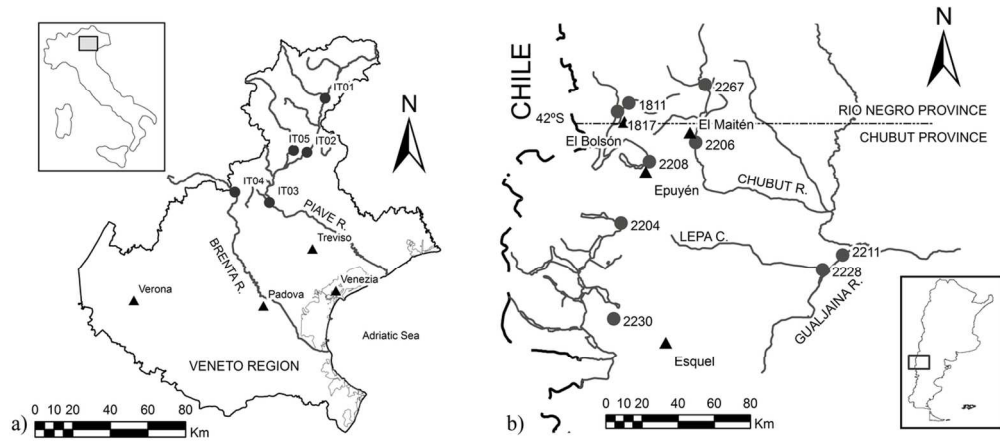 N
IT01
IT05
IT02
IT04
IT03
PIAVE R.
BRENTA R.
Treviso
Verona
Padova
Venezia
Adriatic Sea
VENETO REGION
0 10 20 40 60 80
Km
a)
b)
N
CHILE
2267
1811
42ºS
1817
El Maitén
RIO NEGRO PROVINCE
CHUBUT PROVINCE
El Bolsón
2206
2208
Epuyén
CHUBUT R.
2204
LEPA C.
2211
2228
GUALJAINA R.
2230
Esquel
0 10 20 40 60 80
Km
b)